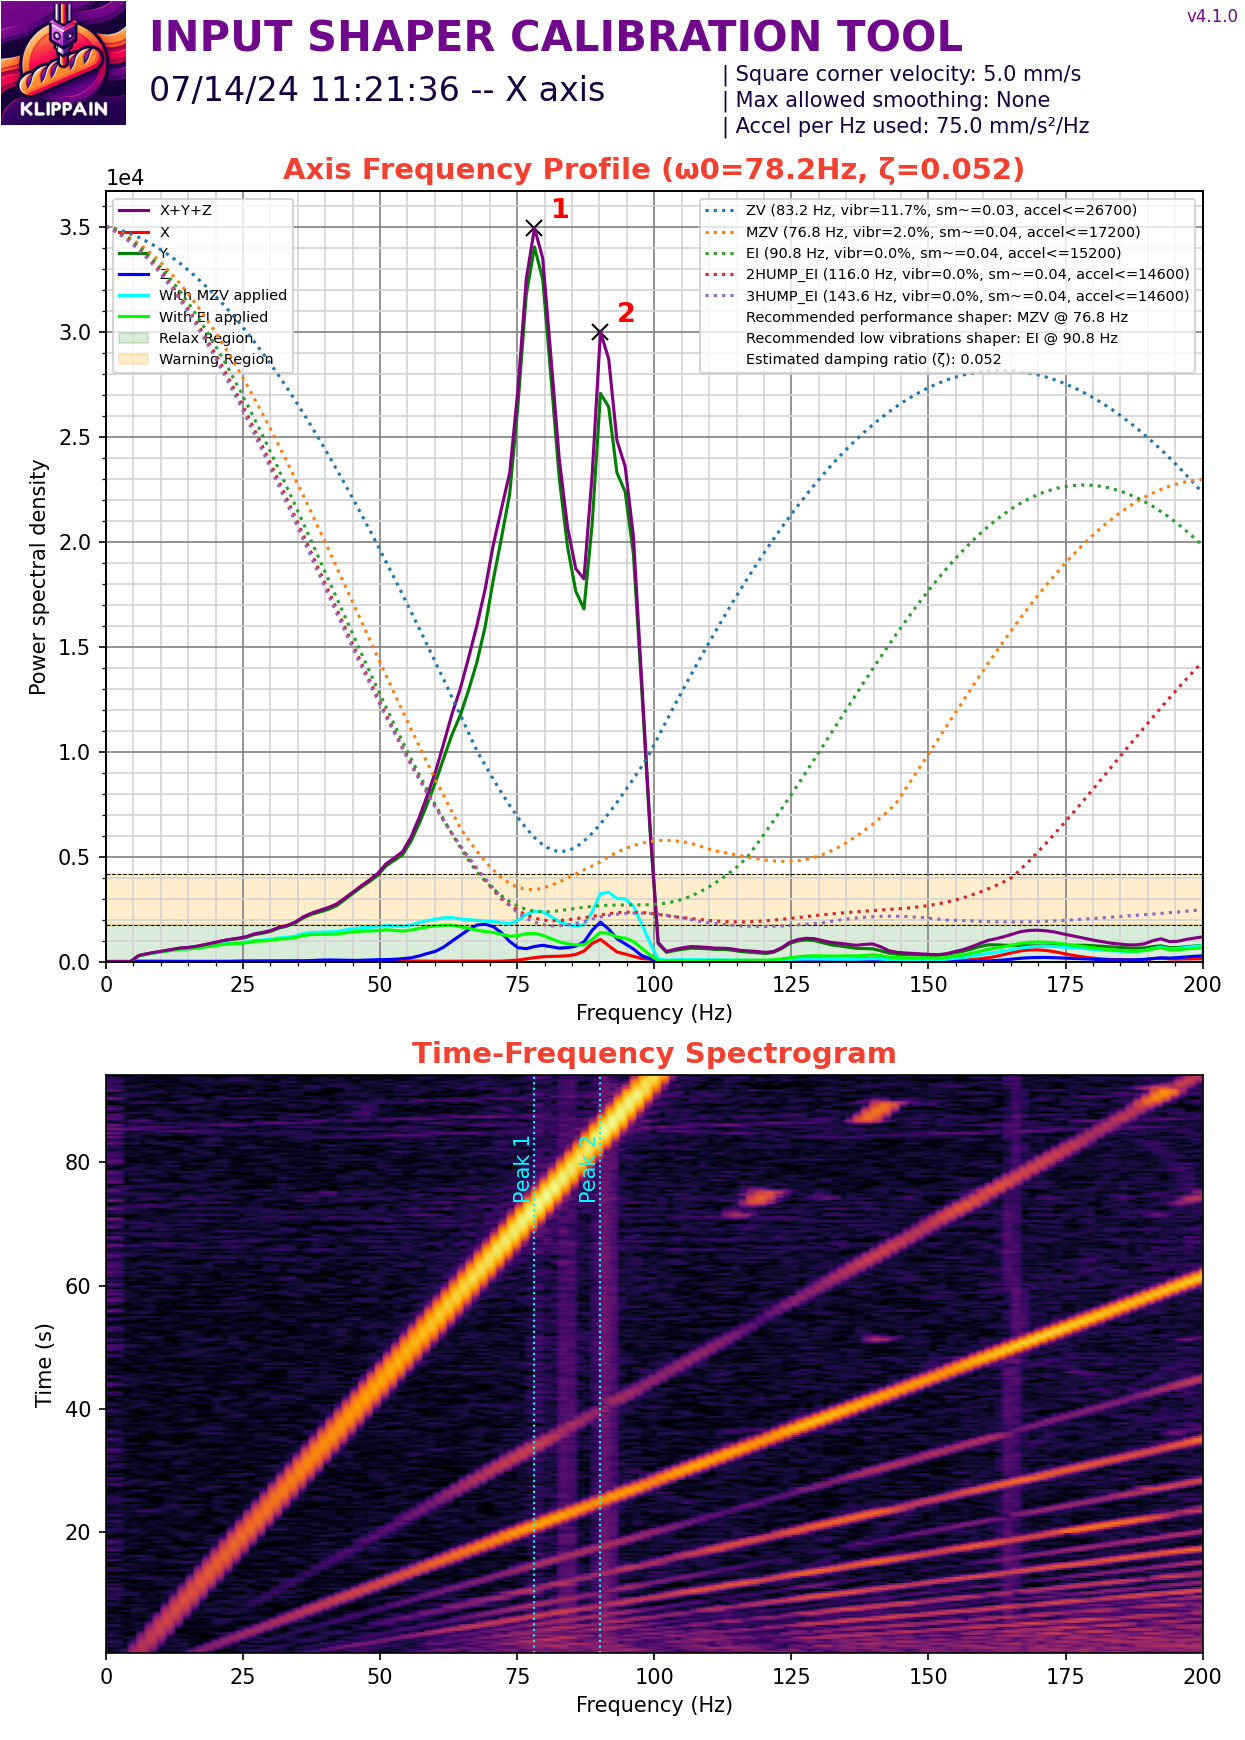 KLIPPAIN
INPUT SHAPER CALIBRATION TOOL
v4.1.0
07/14/24 11:21:36 -- X axis
| Square corner velocity: 5.0 mm/s
| Max allowed smoothing: None
| Accel per Hz used: 75.0 mm/s²/Hz
Axis Frequency Profile (ω0=78.2Hz, ζ=0.052)
1e4
X+Y+Z
X
Y
Z
With MZV applied
With EI applied
Relax Region
Warning Region
1
2
ZV (83.2 Hz, vibr=11.7%, sm~=0.03, accel<=26700)
MZV (76.8 Hz, vibr=2.0%, sm~=0.04, accel<=17200)
EI (90.8 Hz, vibr=0.0%, sm~=0.04, accel<=15200)
2HUMP_EI (116.0 Hz, vibr=0.0%, sm~=0.04, accel<=14600)
3HUMP_EI (143.6 Hz, vibr=0.0%, sm~=0.04, accel<=14600)
Recommended performance shaper: MZV @ 76.8 Hz
Recommended low vibrations shaper: EI @ 90.8 Hz
Estimated damping ratio (ζ): 0.052
Power spectral density
3.5
3.0
2.5
2.0
1.5
1.0
0.5
0.0
0 25 50 75 100 125 150 175 200
Frequency (Hz)
Time-Frequency Spectrogram
Time (s)
80
60
40
20
Peak 1
Peak 2
0 25 50 75 100 125 150 175 200
Frequency (Hz)